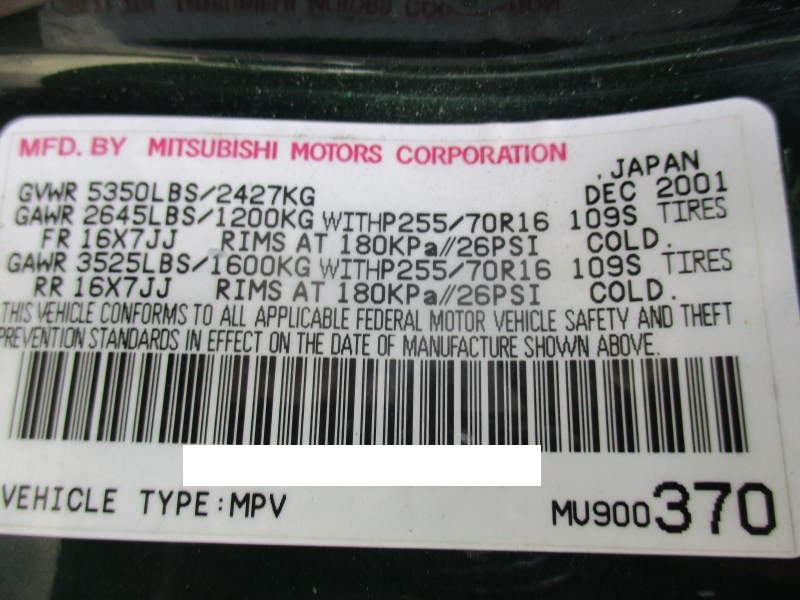 MFD. BY MITSUBISHI MOTORS CORPORATION
, JAPAN
GVWR 5350LBS/2427KG DEC 2001
GAWR 2645LBS/1200KG WITHP255/70R16 109S TIRES
FR 16X7JJ RIMS AT 180KPa//26PSI COLD.
GAWR 3525LBS/1600KG WITHP255/70R16 109S TIRES
RR 16X7JJ RIMS AT 180KPa//26PSI COLD.
THIS VEHICLE CONFORMS TO ALL APPLICABLE FEDERAL MOTOR VEHICLE SAFETY AND THEFT
PREVENTION STANDARDS IN EFFECT ON THE DATE OF MANUFACTURE SHOWN ABOVE.
VEHICLE TYPE:MPV MU900370